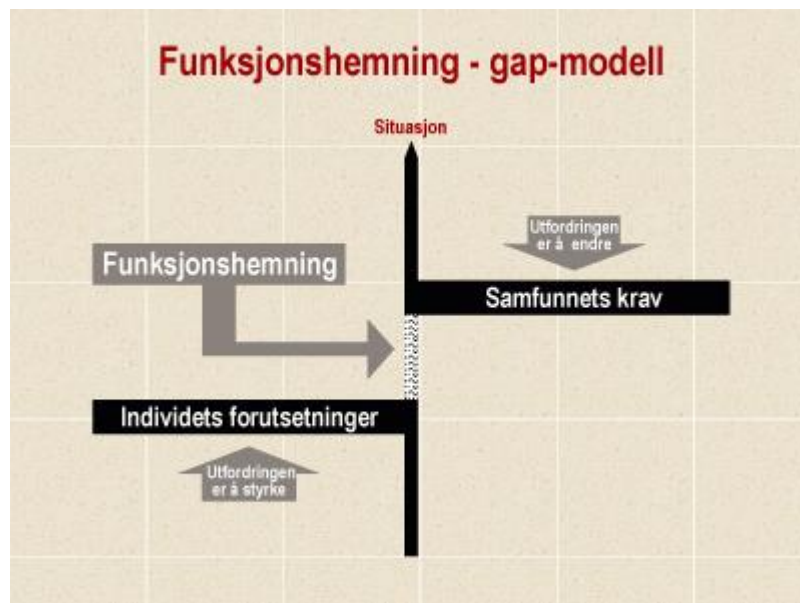 Funksjonshemning - gap-modell
Situasjon
Utfordringen
er å endre
Funksjonshemning
Samfunnets krav
Individets forutsetninger
Utfordringen
er å styrke